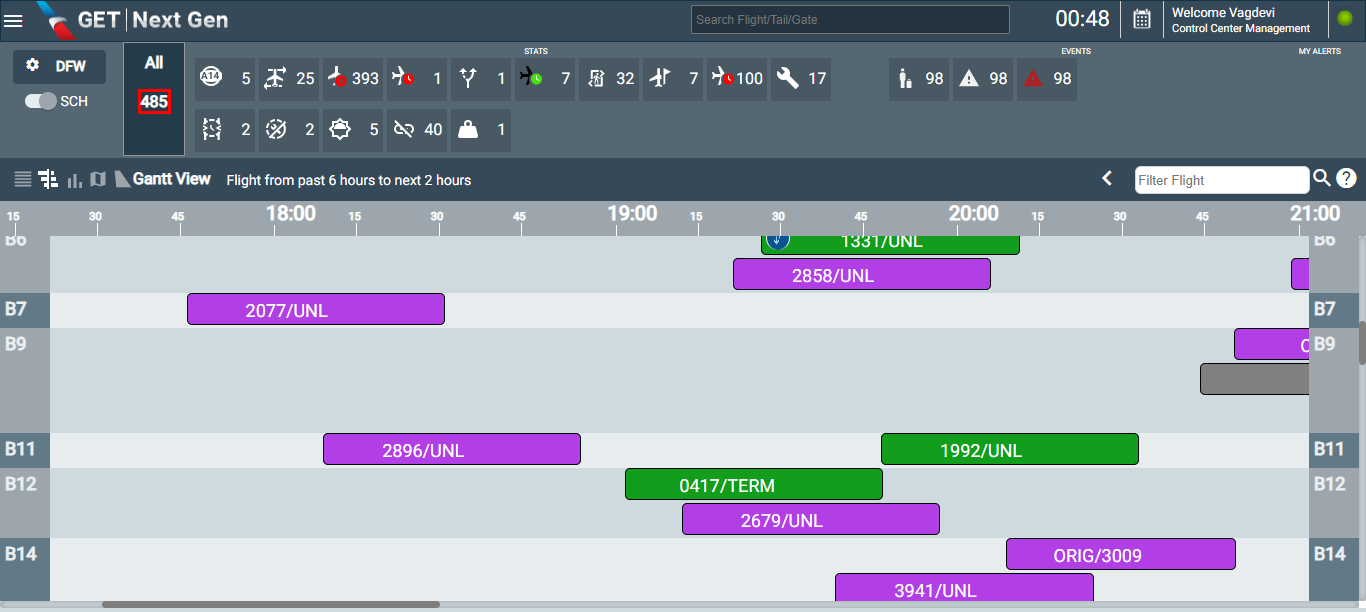 GET | Next Gen
Search Flight/Tail/Gate
00:48
Welcome Vagdevi
Control Center Management
DFW
SCH
All
485
STATS
EVENTS
MY ALERTS
A14 5 25 393 1 1 7 32 7 100 17 98 98 98
2 2 5 40 1
Gantt View
Flight from past 6 hours to next 2 hours
Filter Flight
?
15 30 45 18:00 15 30 45 19:00 15 30 45 20:00 15 30 45 21:00
B6 1331/UNL B6
2858/UNL
B7 2077/UNL B7
B9 B9
B11 2896/UNL 1992/UNL B11
B12 0417/TERM B12
2679/UNL
B14 ORIG/3009 B14
3941/UNL